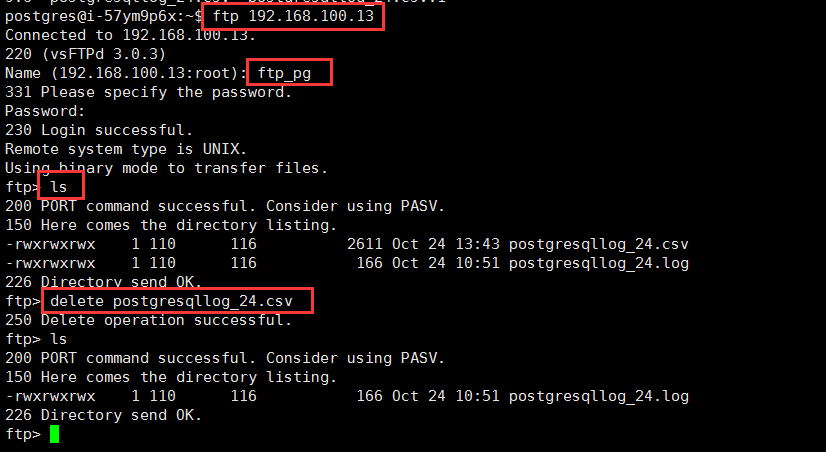 postgres@i-57ym9p6x:~$ ftp 192.168.100.13
Connected to 192.168.100.13.
220 (vsFTPd 3.0.3)
Name (192.168.100.13:root): ftp_pg
331 Please specify the password.
Password:
230 Login successful.
Remote system type is UNIX.
Using binary mode to transfer files.
ftp> ls
200 PORT command successful. Consider using PASV.
150 Here comes the directory listing.
-rwxrwxrwx    1 110      116          2611 Oct 24 13:43 postgresqllog_24.csv
-rwxrwxrwx    1 110      116           166 Oct 24 10:51 postgresqllog_24.log
226 Directory send OK.
ftp> delete postgresqllog_24.csv
250 Delete operation successful.
ftp> ls
200 PORT command successful. Consider using PASV.
150 Here comes the directory listing.
-rwxrwxrwx    1 110      116           166 Oct 24 10:51 postgresqllog_24.log
226 Directory send OK.
ftp>